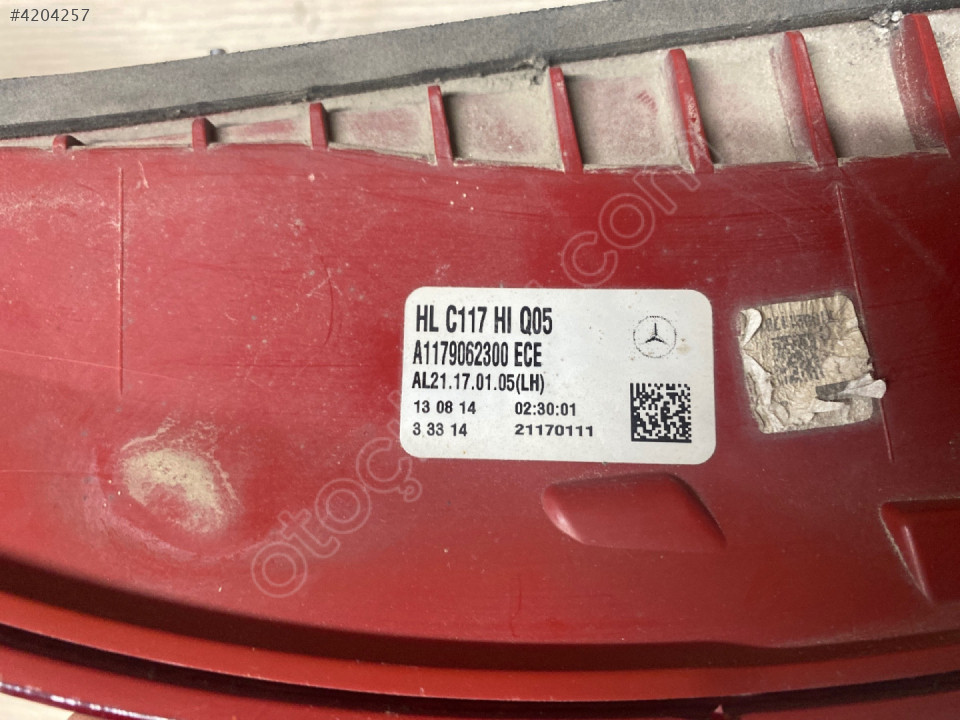 #4204257
HL C117 HI Q05
A1179062300 ECE
AL21.17.01.05(LH)
13 08 14 02:30:01
3 33 14 21170111